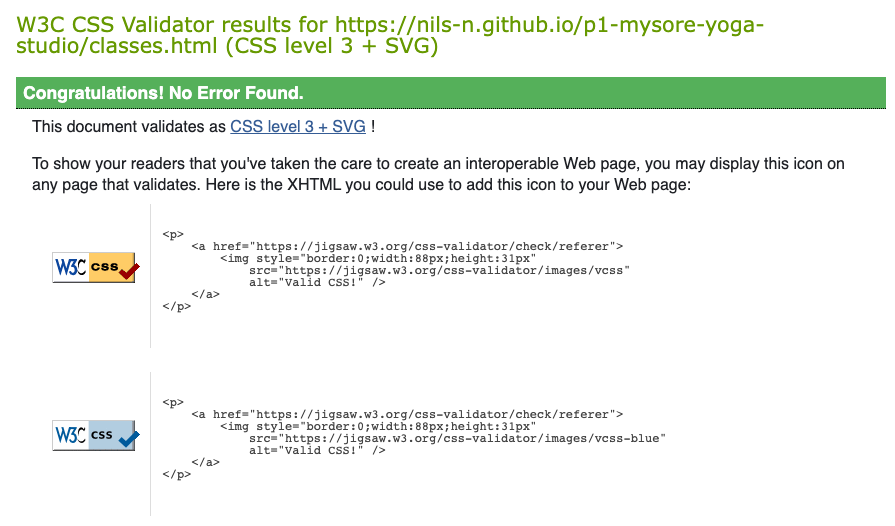 W3C CSS Validator results for https://nils-n.github.io/p1-mysore-yoga-
studio/classes.html (CSS level 3 + SVG)
Congratulations! No Error Found.
This document validates as CSS level 3 + SVG !
To show your readers that you've taken the care to create an interoperable Web page, you may display this icon on
any page that validates. Here is the XHTML you could use to add this icon to your Web page:
W3C css
<p>
    <a href="https://jigsaw.w3.org/css-validator/check/referer">
        <img style="border:0;width:88px;height:31px"
            src="https://jigsaw.w3.org/css-validator/images/vcss"
            alt="Valid CSS!" />
    </a>
</p>
W3C css
<p>
    <a href="https://jigsaw.w3.org/css-validator/check/referer">
        <img style="border:0;width:88px;height:31px"
            src="https://jigsaw.w3.org/css-validator/images/vcss-blue"
            alt="Valid CSS!" />
    </a>
</p>